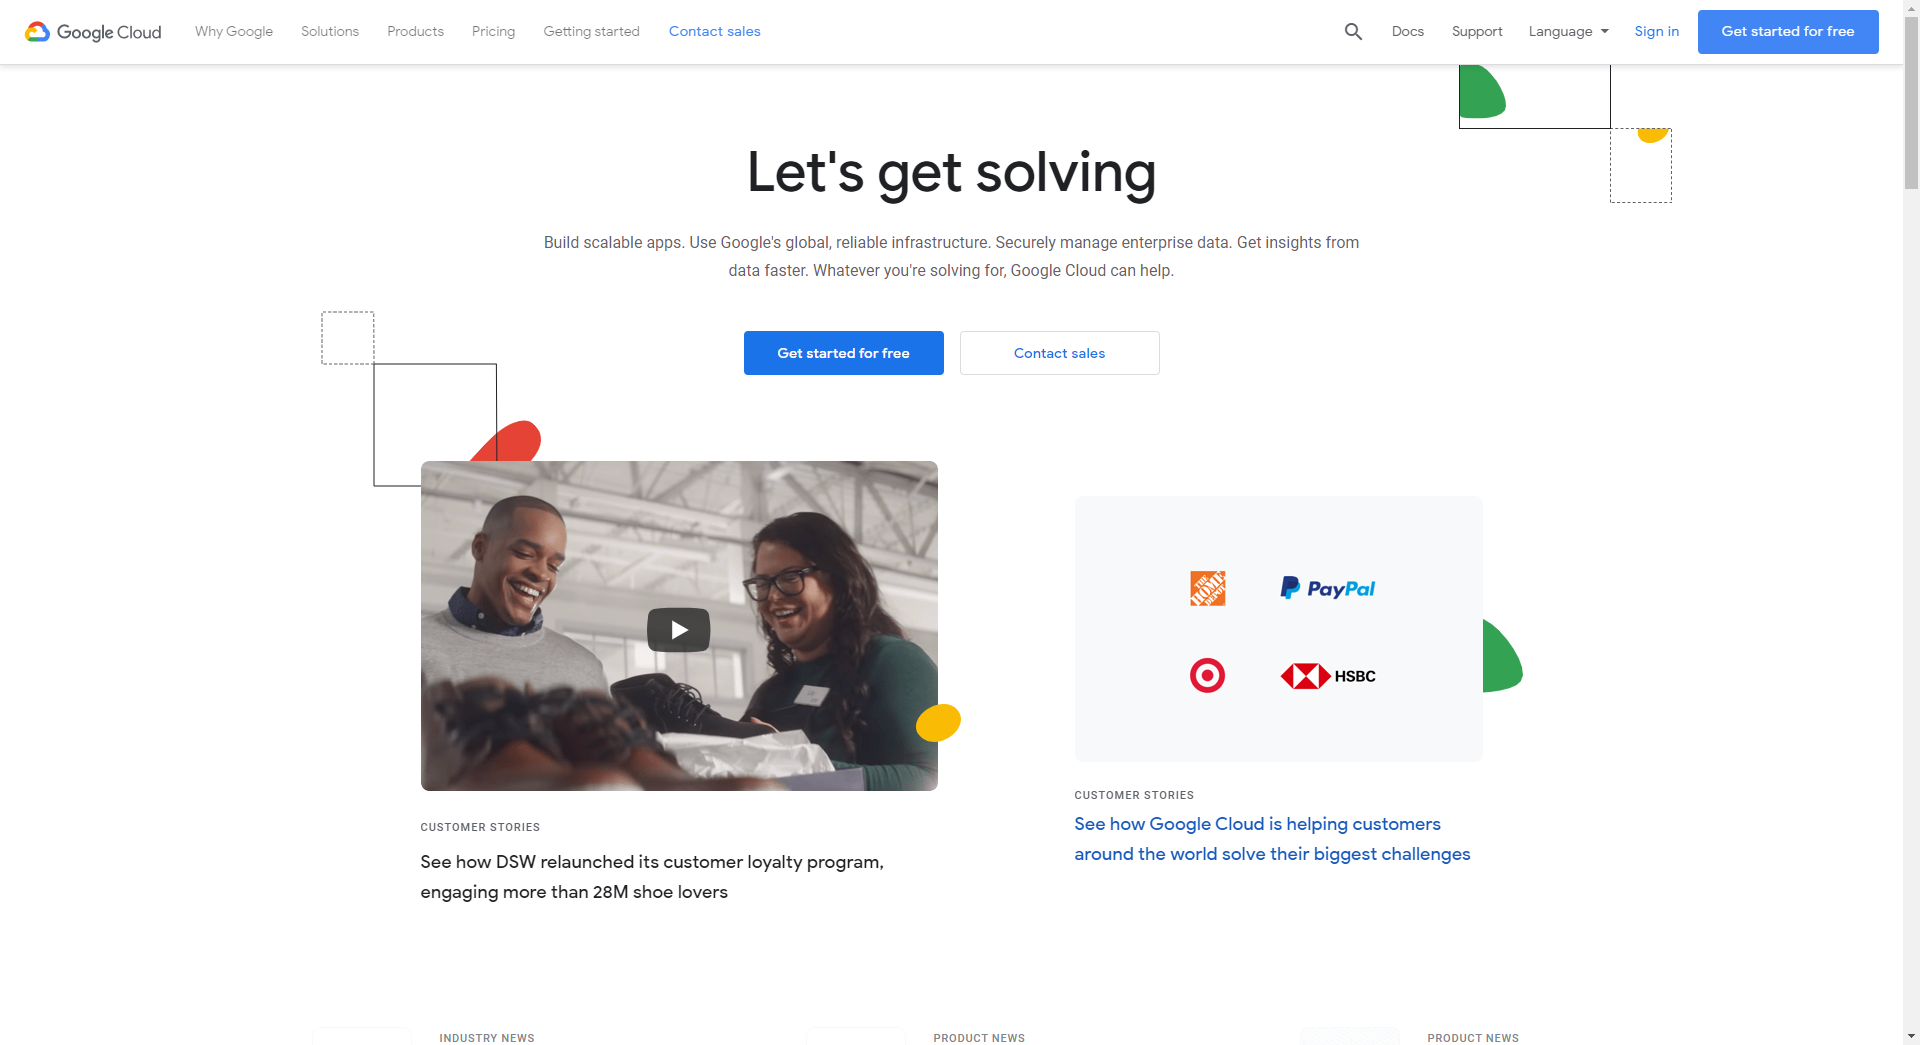 Google Cloud
Why Google
Solutions
Products
Pricing
Getting started
Contact sales
Docs
Support
Language
Sign in
Get started for free
Let's get solving
Build scalable apps. Use Google's global, reliable infrastructure. Securely manage enterprise data. Get insights from
data faster. Whatever you're solving for, Google Cloud can help.
Get started for free
Contact sales
THE HOME DEPOT
PayPal
HSBC
CUSTOMER STORIES
See how DSW relaunched its customer loyalty program,
engaging more than 28M shoe lovers
CUSTOMER STORIES
See how Google Cloud is helping customers
around the world solve their biggest challenges
INDUSTRY NEWS
PRODUCT NEWS
PRODUCT NEWS